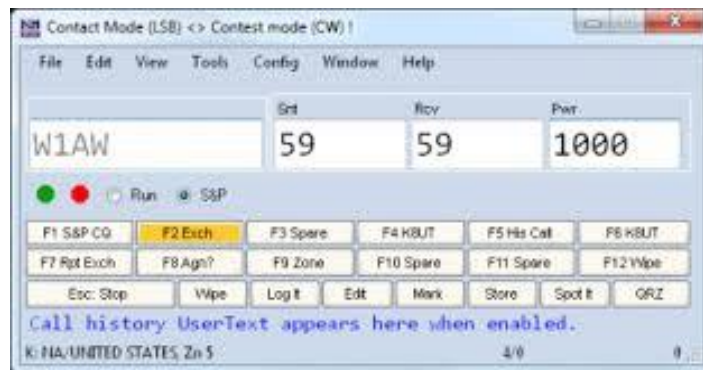 Contact Mode (LSB) <> Contest mode (CW) !
File Edit View Tools Config Window Help
Snt Rcv Pwr
W1AW 59 59 1000
Run S&P
F1 S&P CQ F2 Exch F3 Spare F4 K8UT F5 His Call F6 K8UT
F7 Rpt Exch F8 Agn? F9 Zone F10 Spare F11 Spare F12 Wipe
Esc: Stop Wipe Log It Edit Mark Store Spot It QRZ
Call history UserText appears here when enabled.
K: NA/UNITED STATES, Zn 5 4/0 0